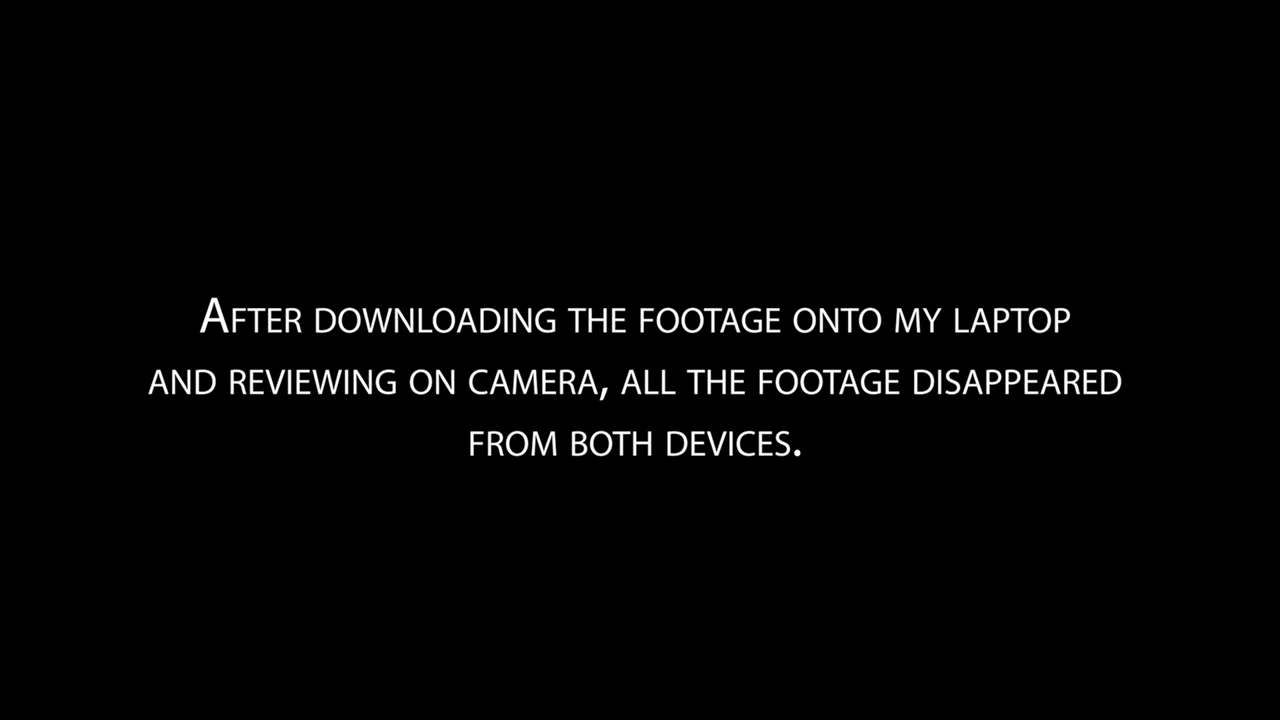 After downloading the footage onto my laptop
and reviewing on camera, all the footage disappeared
from both devices.